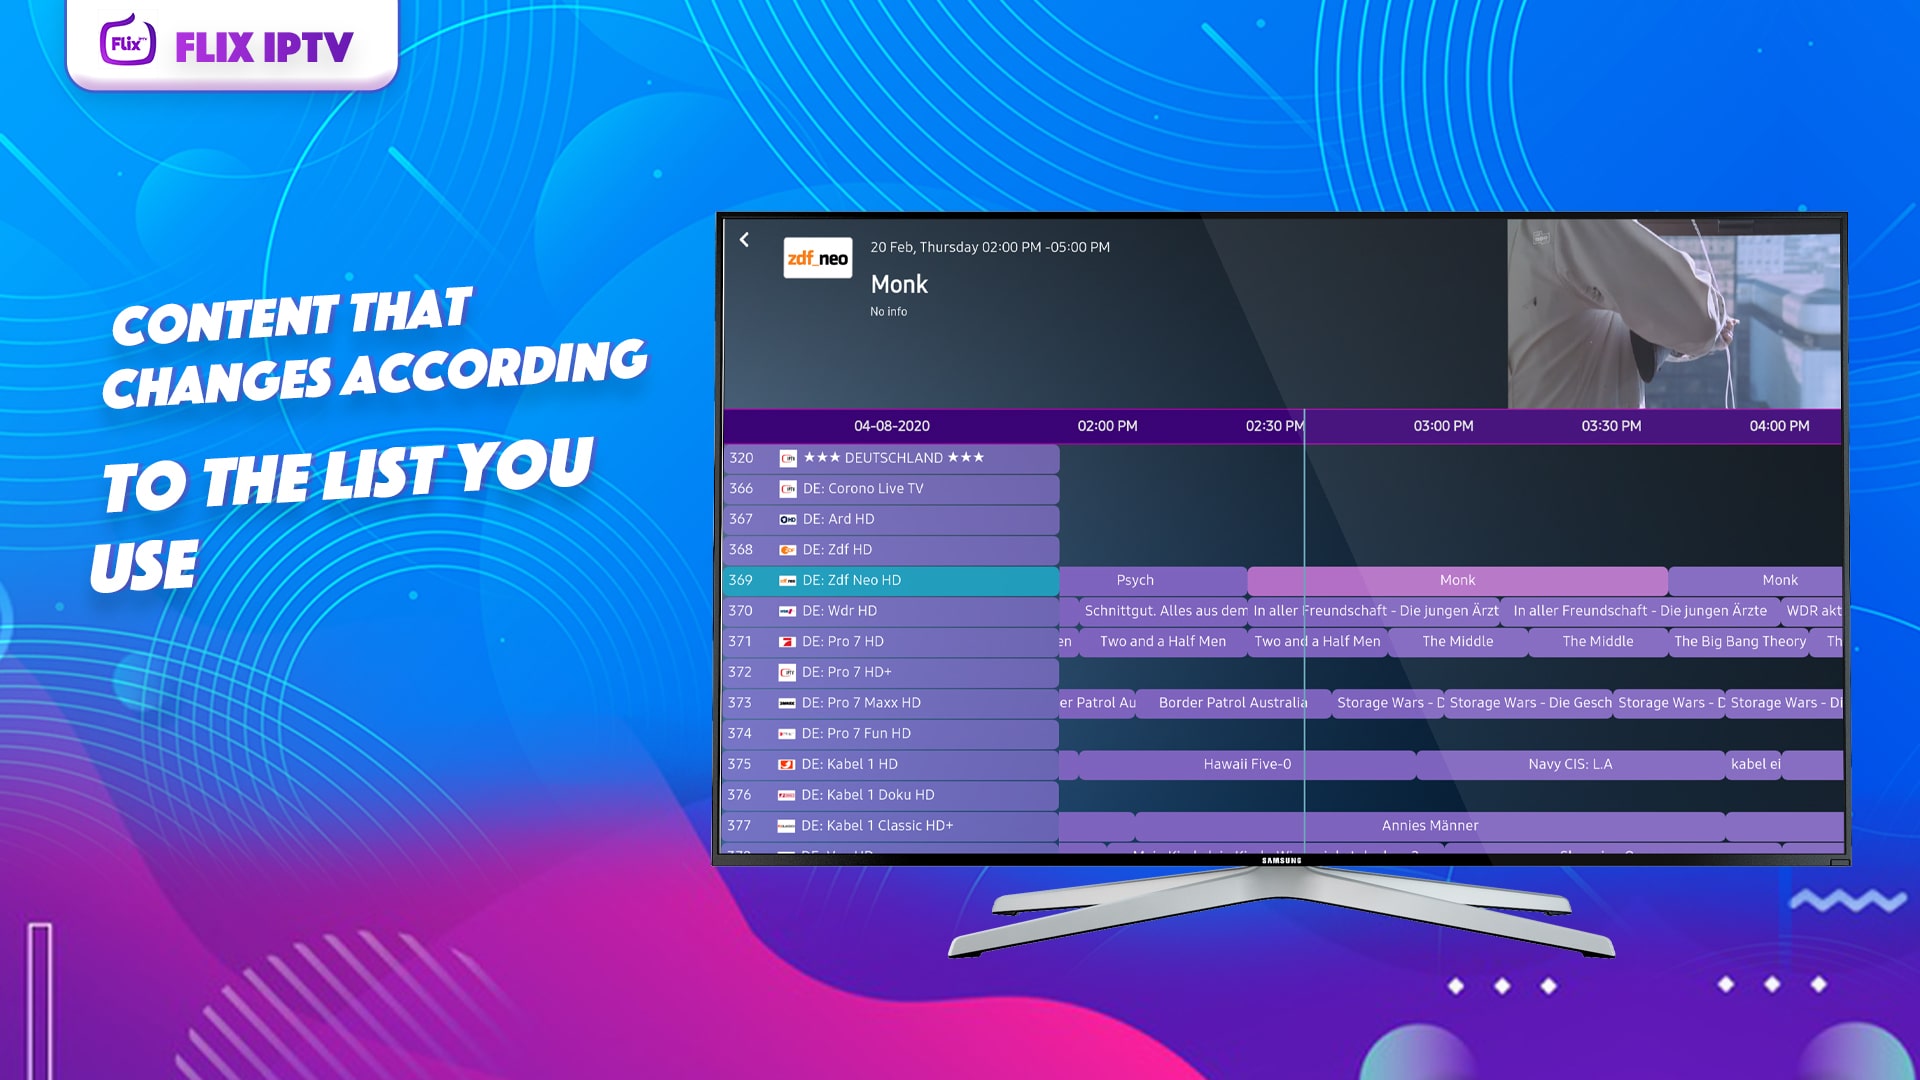 Flix IPTV
FLIX IPTV
CONTENT THAT
CHANGES ACCORDING
TO THE LIST YOU
USE
zdf_neo
20 Feb, Thursday 02:00 PM -05:00 PM
Monk
No info
04-08-2020 02:00 PM 02:30 PM 03:00 PM 03:30 PM 04:00 PM
320 ★★★ DEUTSCHLAND ★★★
366 DE: Corono Live TV
367 DE: Ard HD
368 DE: Zdf HD
369 DE: Zdf Neo HD Psych Monk Monk
370 DE: Wdr HD Schnittgut. Alles aus dem In aller Freundschaft - Die jungen Ärzt In aller Freundschaft - Die jungen Ärzte WDR akt
371 DE: Pro 7 HD en Two and a Half Men Two and a Half Men The Middle The Middle The Big Bang Theory Th
372 DE: Pro 7 HD+
373 DE: Pro 7 Maxx HD er Patrol Au Border Patrol Australia Storage Wars - D Storage Wars - Die Gesch Storage Wars - D Storage Wars - Di
374 DE: Pro 7 Fun HD
375 DE: Kabel 1 HD Hawaii Five-0 Navy CIS: L.A kabel ei
376 DE: Kabel 1 Doku HD
377 DE: Kabel 1 Classic HD+ Annies Männer
SAMSUNG